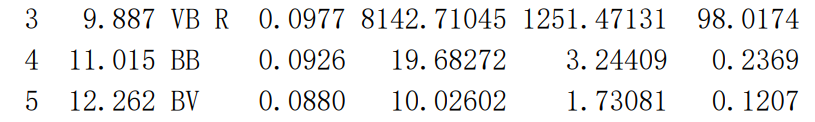 3 9.887 VB R 0.0977 8142.71045 1251.47131 98.0174
4 11.015 BB 0.0926 19.68272 3.24409 0.2369
5 12.262 BV 0.0880 10.02602 1.73081 0.1207